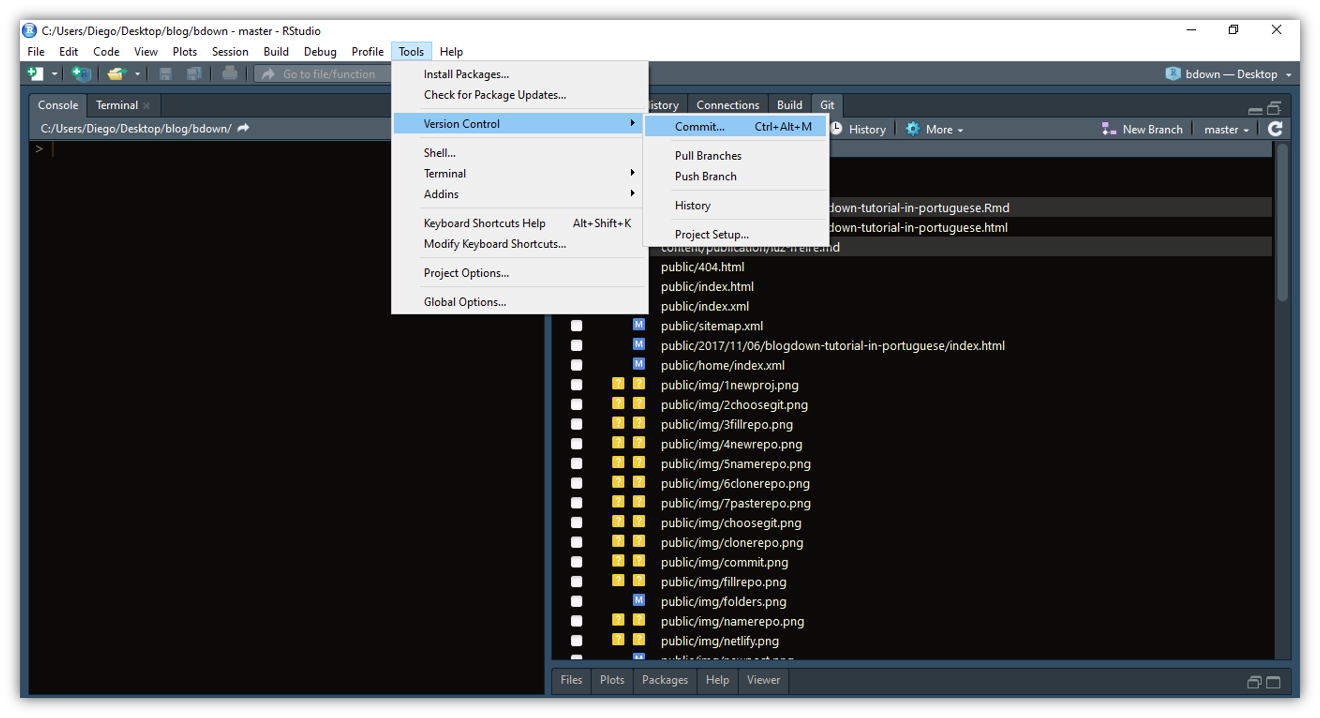 C:/Users/Diego/Desktop/blog/bdown - master - RStudio
File Edit Code View Plots Session Build Debug Profile Tools Help
Go to file/function
bdown — Desktop
Install Packages...
Check for Package Updates...
Version Control
Shell...
Terminal
Addins
Keyboard Shortcuts Help Alt+Shift+K
Modify Keyboard Shortcuts...
Project Options...
Global Options...
Commit... Ctrl+Alt+M
Pull Branches
Push Branch
History
Project Setup...
Console Terminal
C:/Users/Diego/Desktop/blog/bdown/
>
History Connections Build Git
History More New Branch master
down-tutorial-in-portuguese.Rmd
down-tutorial-in-portuguese.html
content/publication/luz-freire.md
public/404.html
public/index.html
public/index.xml
M public/sitemap.xml
M public/2017/11/06/blogdown-tutorial-in-portuguese/index.html
M public/home/index.xml
? ? public/img/1newproj.png
? ? public/img/2choosegit.png
? ? public/img/3fillrepo.png
? ? public/img/4newrepo.png
? ? public/img/5namerepo.png
? ? public/img/6clonerepo.png
? ? public/img/7pasterepo.png
? ? public/img/choosegit.png
? ? public/img/clonerepo.png
? ? public/img/commit.png
? ? public/img/fillrepo.png
M public/img/folders.png
? ? public/img/namerepo.png
? ? public/img/netlify.png
M public/img/newpost.png
Files Plots Packages Help Viewer